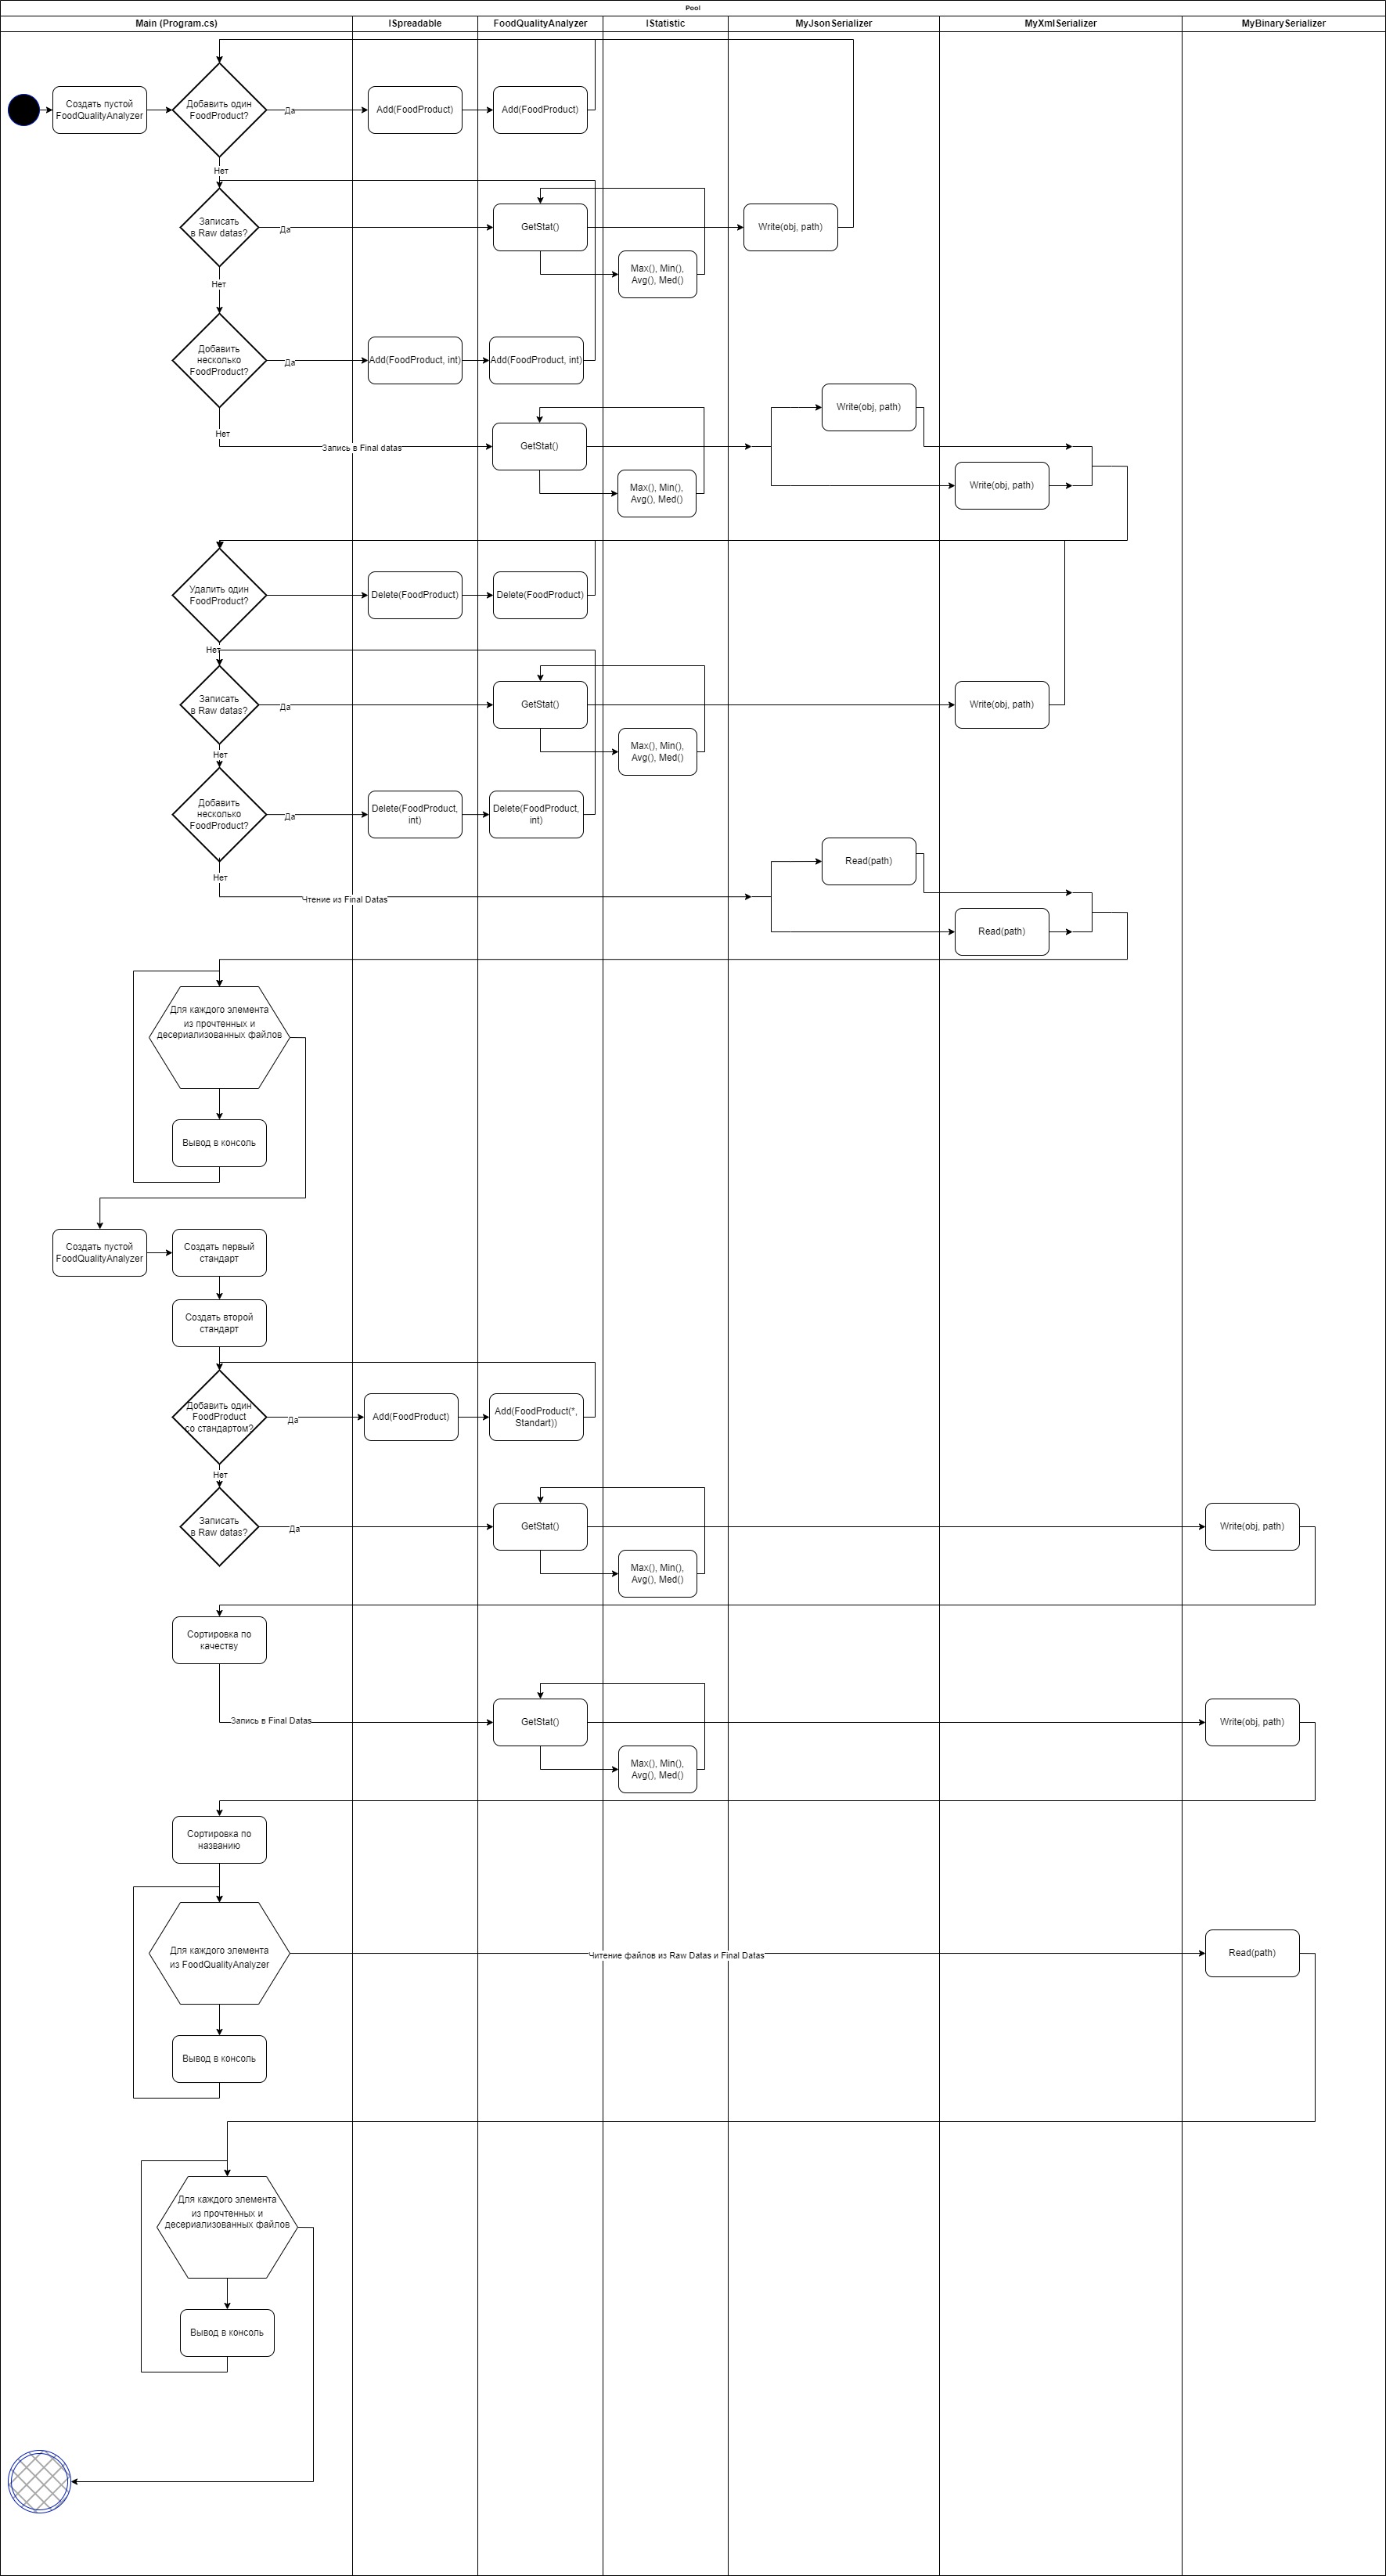 Pool
Main (Program.cs)
ISpreadable
FoodQualityAnalyzer
IStatistic
MyJsonSerializer
MyXmlSerializer
MyBinarySerializer
Создать пустой
FoodQualityAnalyzer
Добавить один
FoodProduct?
Да
Add(FoodProduct)
Add(FoodProduct)
Нет
Записать
в Raw datas?
Да
GetStat()
Write(obj, path)
Max(), Min(),
Avg(), Med()
Нет
Добавить
несколько
FoodProduct?
Да
Add(FoodProduct, int)
Add(FoodProduct, int)
Write(obj, path)
Нет
Запись в Final datas
GetStat()
Max(), Min(),
Avg(), Med()
Write(obj, path)
Удалить один
FoodProduct?
Delete(FoodProduct)
Delete(FoodProduct)
Нет
Записать
в Raw datas?
Да
GetStat()
Write(obj, path)
Max(), Min(),
Avg(), Med()
Нет
Добавить
несколько
FoodProduct?
Да
Delete(FoodProduct,
int)
Delete(FoodProduct,
int)
Read(path)
Нет
Чтение из Final Datas
Read(path)
Для каждого элемента
из прочтенных и
десериализованных файлов
Вывод в консоль
Создать пустой
FoodQualityAnalyzer
Создать первый
стандарт
Создать второй
стандарт
Добавить один
FoodProduct
со стандартом?
Да
Add(FoodProduct)
Add(FoodProduct(*,
Standart))
Нет
Записать
в Raw datas?
Да
GetStat()
Write(obj, path)
Max(), Min(),
Avg(), Med()
Сортировка по
качеству
Запись в Final Datas
GetStat()
Write(obj, path)
Max(), Min(),
Avg(), Med()
Сортировка по
названию
Для каждого элемента
из FoodQualityAnalyzer
Читение файлов из Raw Datas и Final Datas
Read(path)
Вывод в консоль
Для каждого элемента
из прочтенных и
десериализованных файлов
Вывод в консоль